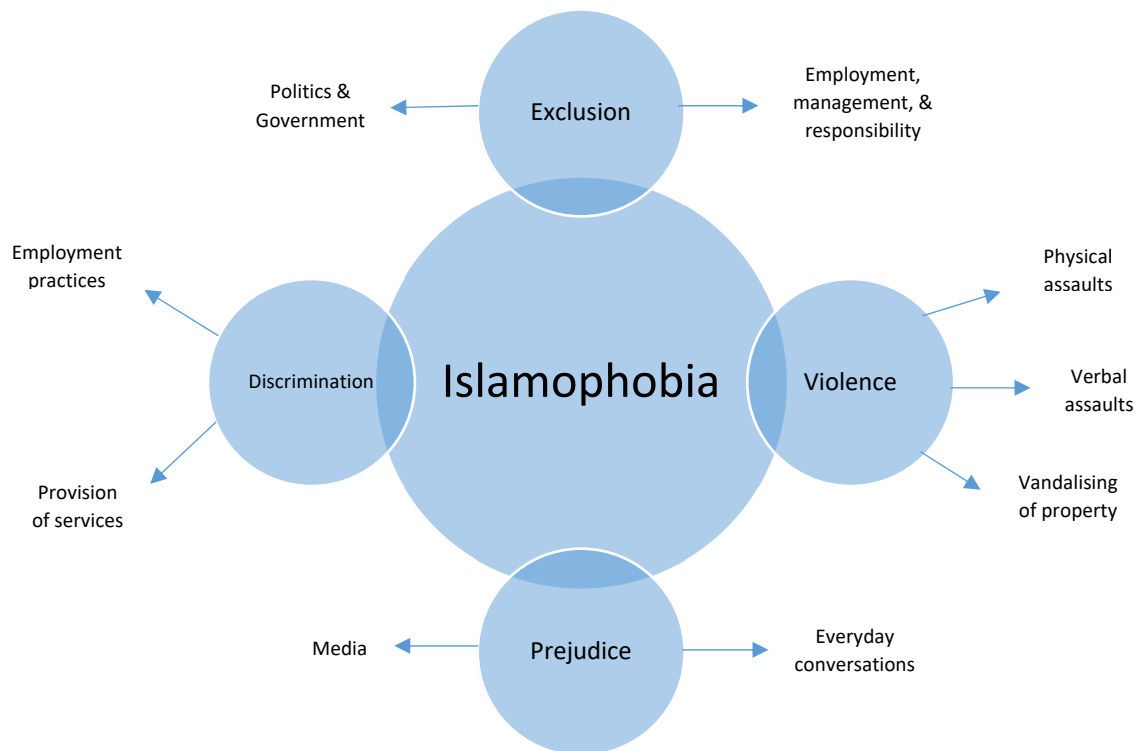 Politics &
Government
Exclusion
Employment,
management, &
responsibility
Employment
practices
Discrimination
Provision
of services
Islamophobia
Violence
Physical
assaults
Verbal
assaults
Vandalising
of property
Media
Prejudice
Everyday
conversations